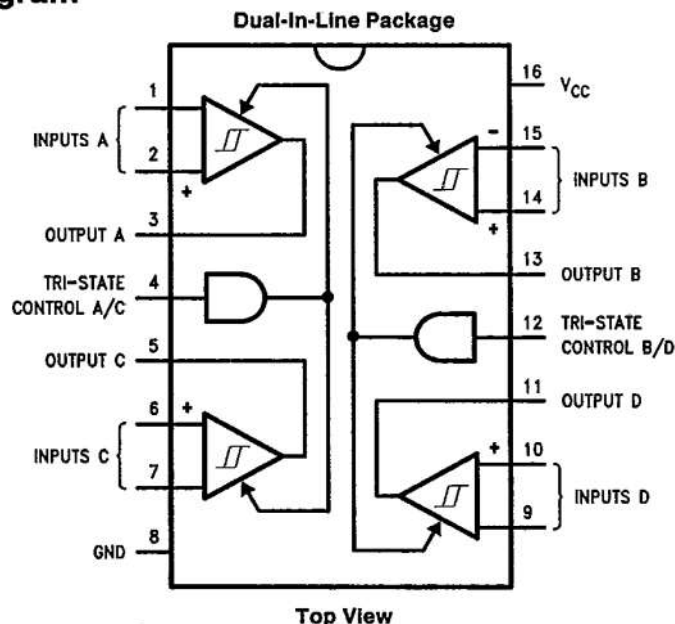 gram
Dual-In-Line Package
1
INPUTS A
2
+
3
OUTPUT A
4
TRI-STATE
CONTROL A/C
5
OUTPUT C
6
+
INPUTS C
7
8
GND
16
VCC
-
15
INPUTS B
14
+
13
OUTPUT B
12
TRI-STATE
CONTROL B/D
11
OUTPUT D
+
10
INPUTS D
9
Top View